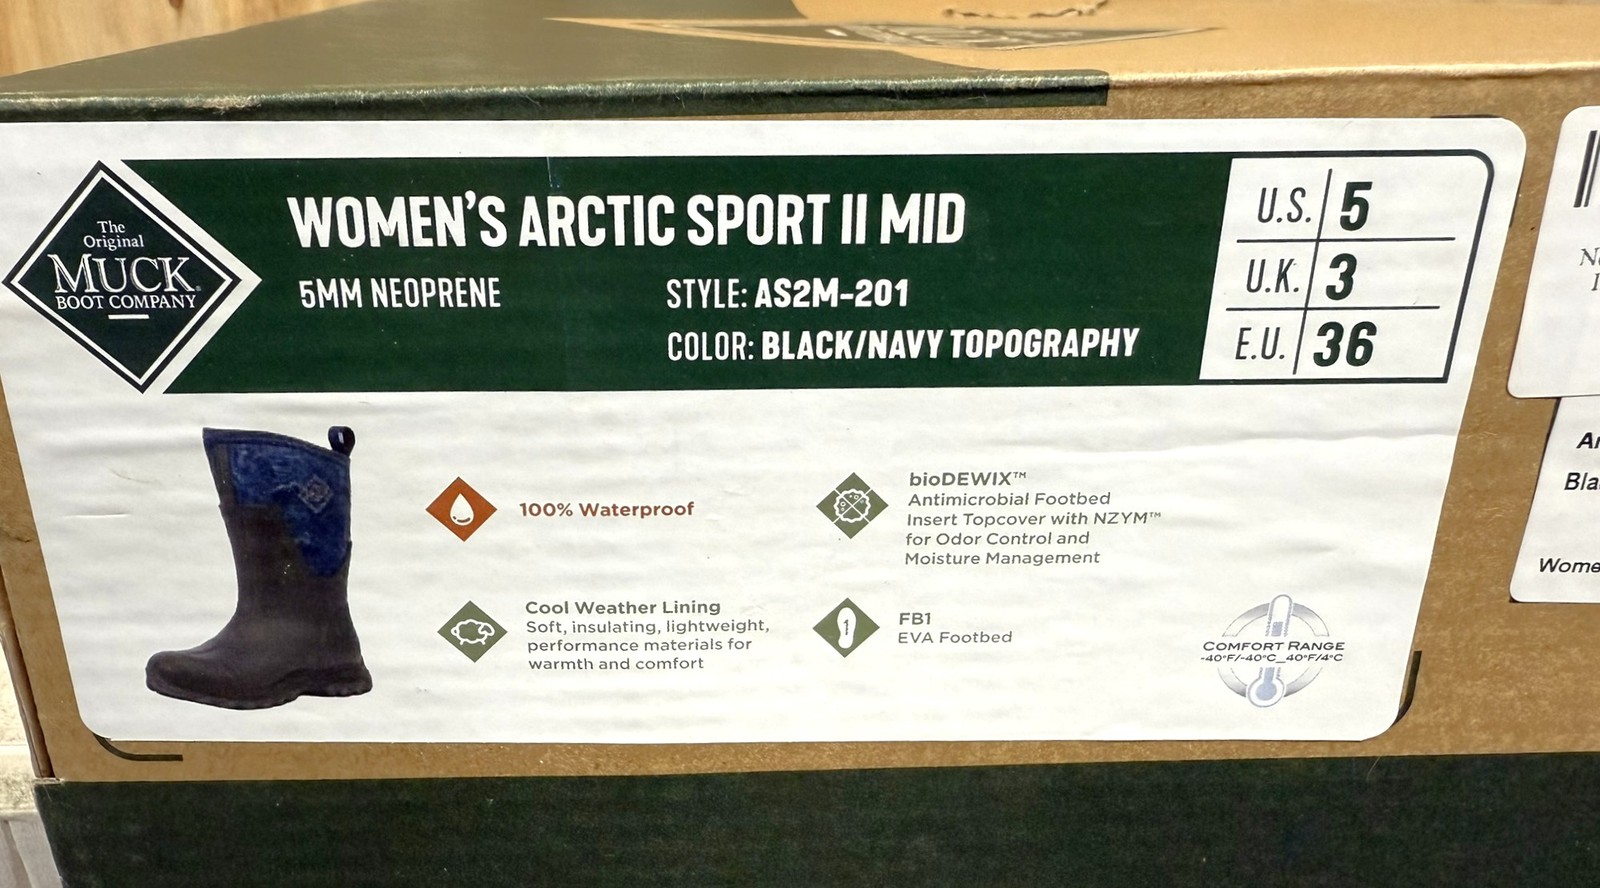 The
Original
MUCK®
BOOT COMPANY
WOMEN'S ARCTIC SPORT II MID
5MM NEOPRENE
STYLE: AS2M-201
COLOR: BLACK/NAVY TOPOGRAPHY
U.S. 5
U.K. 3
E.U. 36
100% Waterproof
Cool Weather Lining
Soft, insulating, lightweight,
performance materials for
warmth and comfort
bioDEWIX™
Antimicrobial Footbed
Insert Topcover with NZYM™
for Odor Control and
Moisture Management
FB1
EVA Footbed
1
COMFORT RANGE
-40°F/-40°C_40°F/4°C